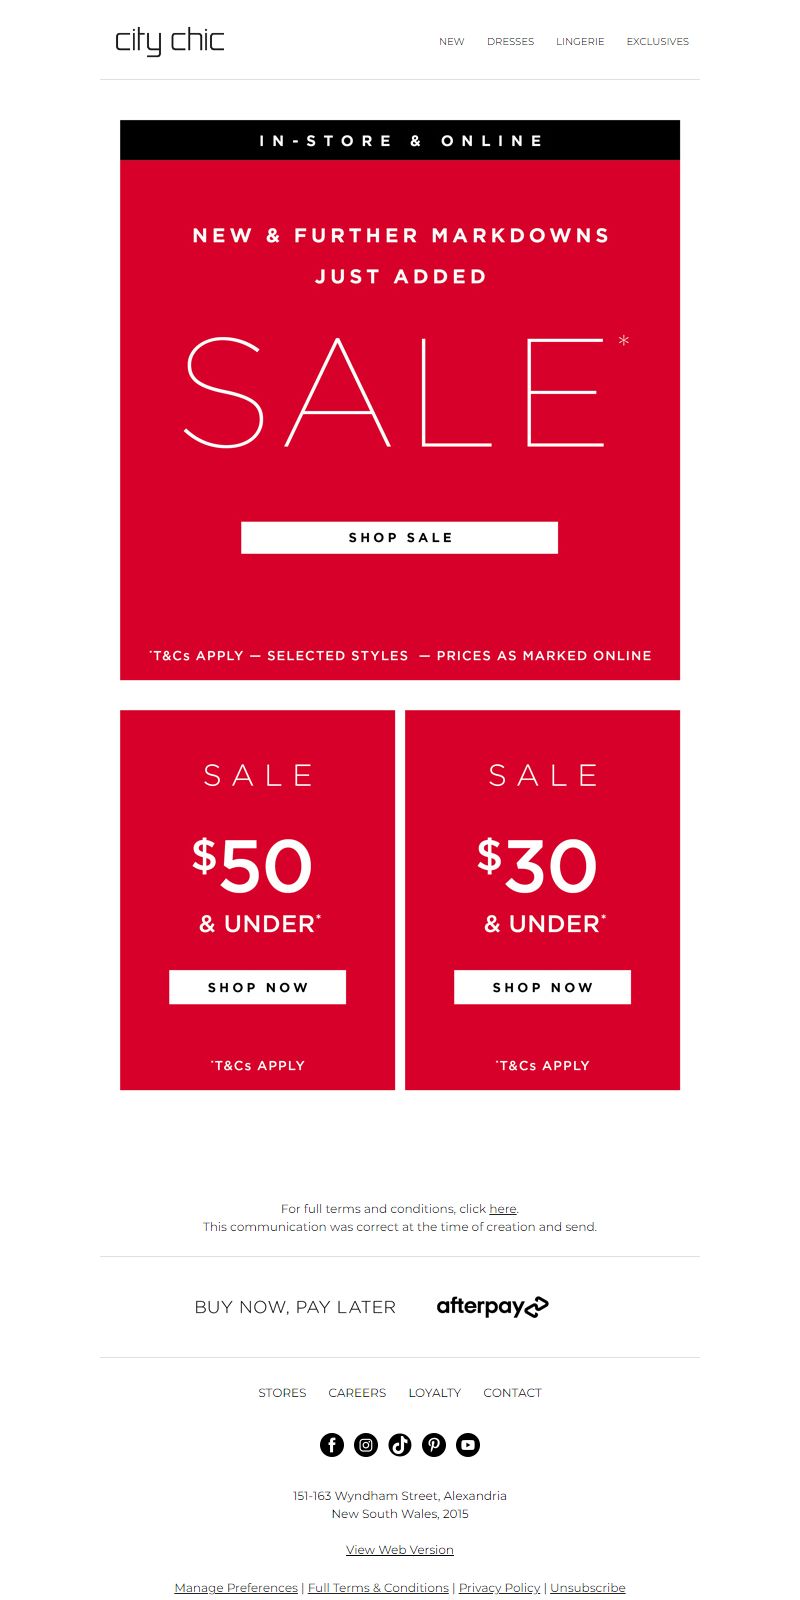 city chic
NEW DRESSES LINGERIE EXCLUSIVES
IN-STORE & ONLINE
NEW & FURTHER MARKDOWNS
JUST ADDED
SALE*
SHOP SALE
*T&Cs APPLY — SELECTED STYLES — PRICES AS MARKED ONLINE
SALE
$50
& UNDER*
SHOP NOW
*T&Cs APPLY
SALE
$30
& UNDER*
SHOP NOW
*T&Cs APPLY
For full terms and conditions, click here.
This communication was correct at the time of creation and send.
BUY NOW, PAY LATER afterpay
STORES CAREERS LOYALTY CONTACT
151-163 Wyndham Street, Alexandria
New South Wales, 2015
View Web Version
Manage Preferences | Full Terms & Conditions | Privacy Policy | Unsubscribe